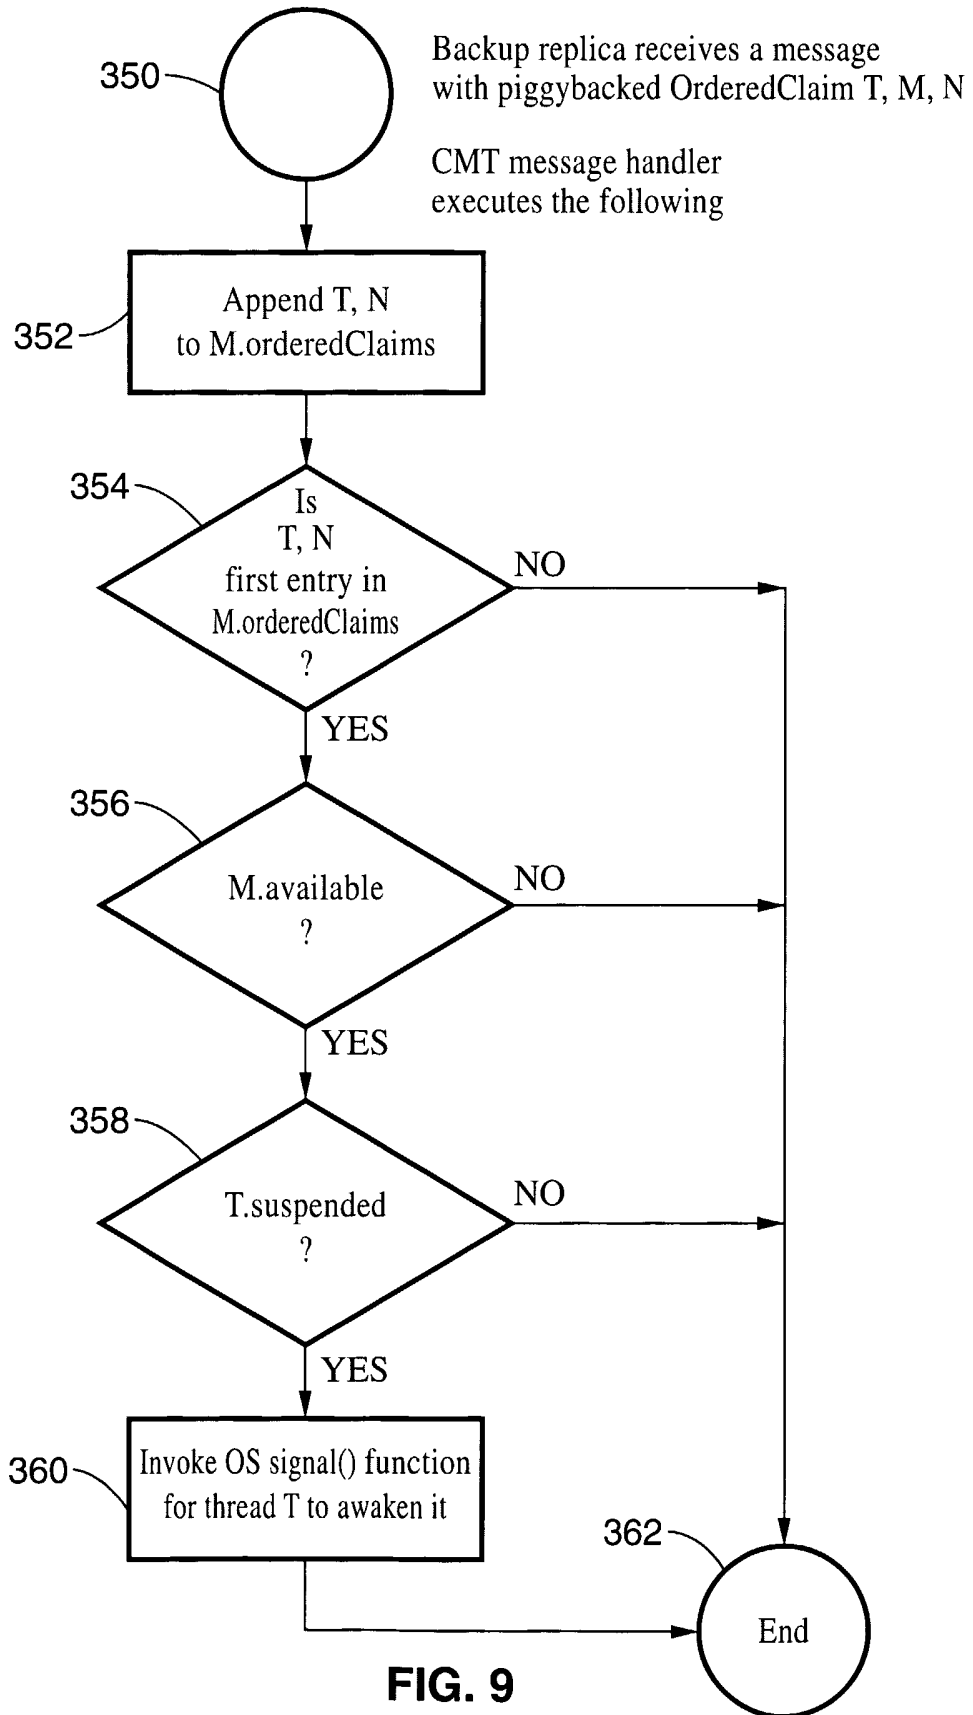 350
Backup replica receives a message
with piggybacked OrderedClaim T, M, N
CMT message handler
executes the following
352
Append T, N
to M.orderedClaims
354
Is
T, N
first entry in
M.orderedClaims
?
NO
YES
356
M.available
?
NO
YES
358
T.suspended
?
NO
YES
360
Invoke OS signal() function
for thread T to awaken it
362
End
FIG. 9